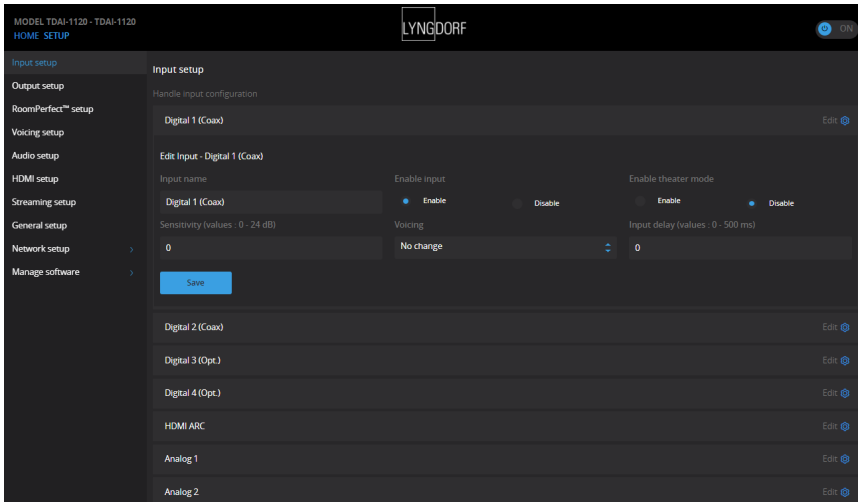 MODEL TDAI-1120 - TDAI-1120
HOME SETUP
LYNGDORF
ON
Input setup
Output setup
RoomPerfect™ setup
Voicing setup
Audio setup
HDMI setup
Streaming setup
General setup
Network setup
Manage software
Input setup
Handle input configuration
Digital 1 (Coax) Edit
Edit Input - Digital 1 (Coax)
Input name Enable input Enable theater mode
Digital 1 (Coax) Enable Disable Enable Disable
Sensitivity (values : 0 - 24 dB) Voicing Input delay (values : 0 - 500 ms)
0 No change 0
Save
Digital 2 (Coax) Edit
Digital 3 (Opt.) Edit
Digital 4 (Opt.) Edit
HDMI ARC Edit
Analog 1 Edit
Analog 2 Edit